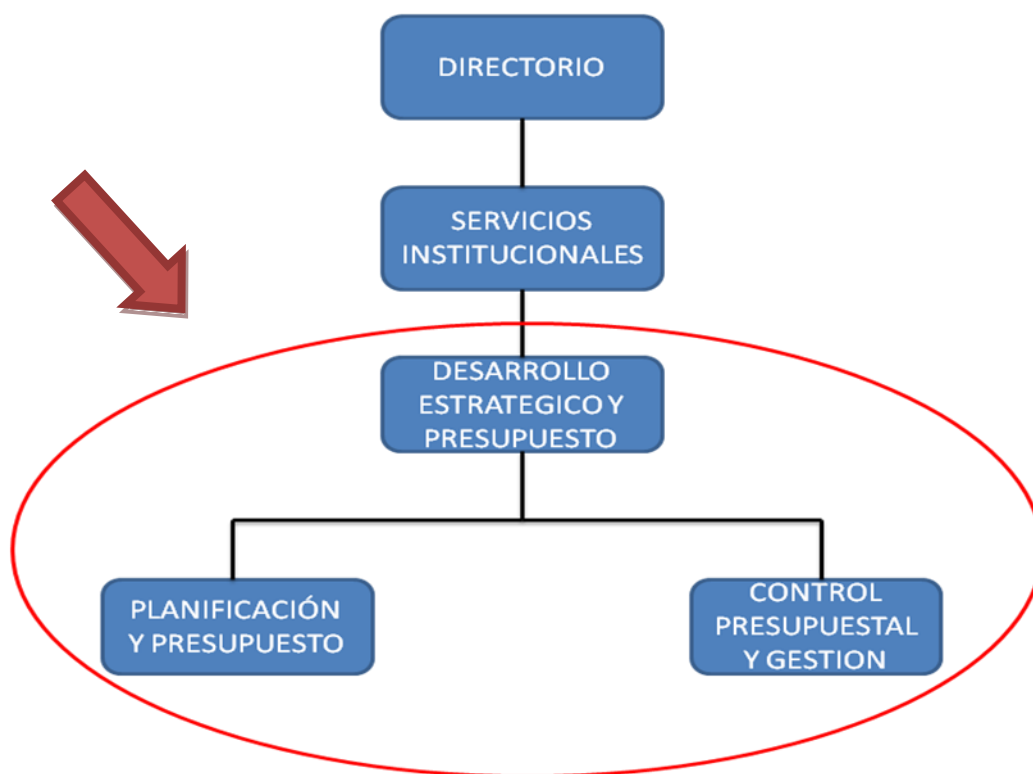 DIRECTORIO
SERVICIOS
INSTITUCIONALES
DESARROLLO
ESTRATEGICO Y
PRESUPUESTO
PLANIFICACIÓN
Y PRESUPUESTO
CONTROL
PRESUPUESTAL
Y GESTION